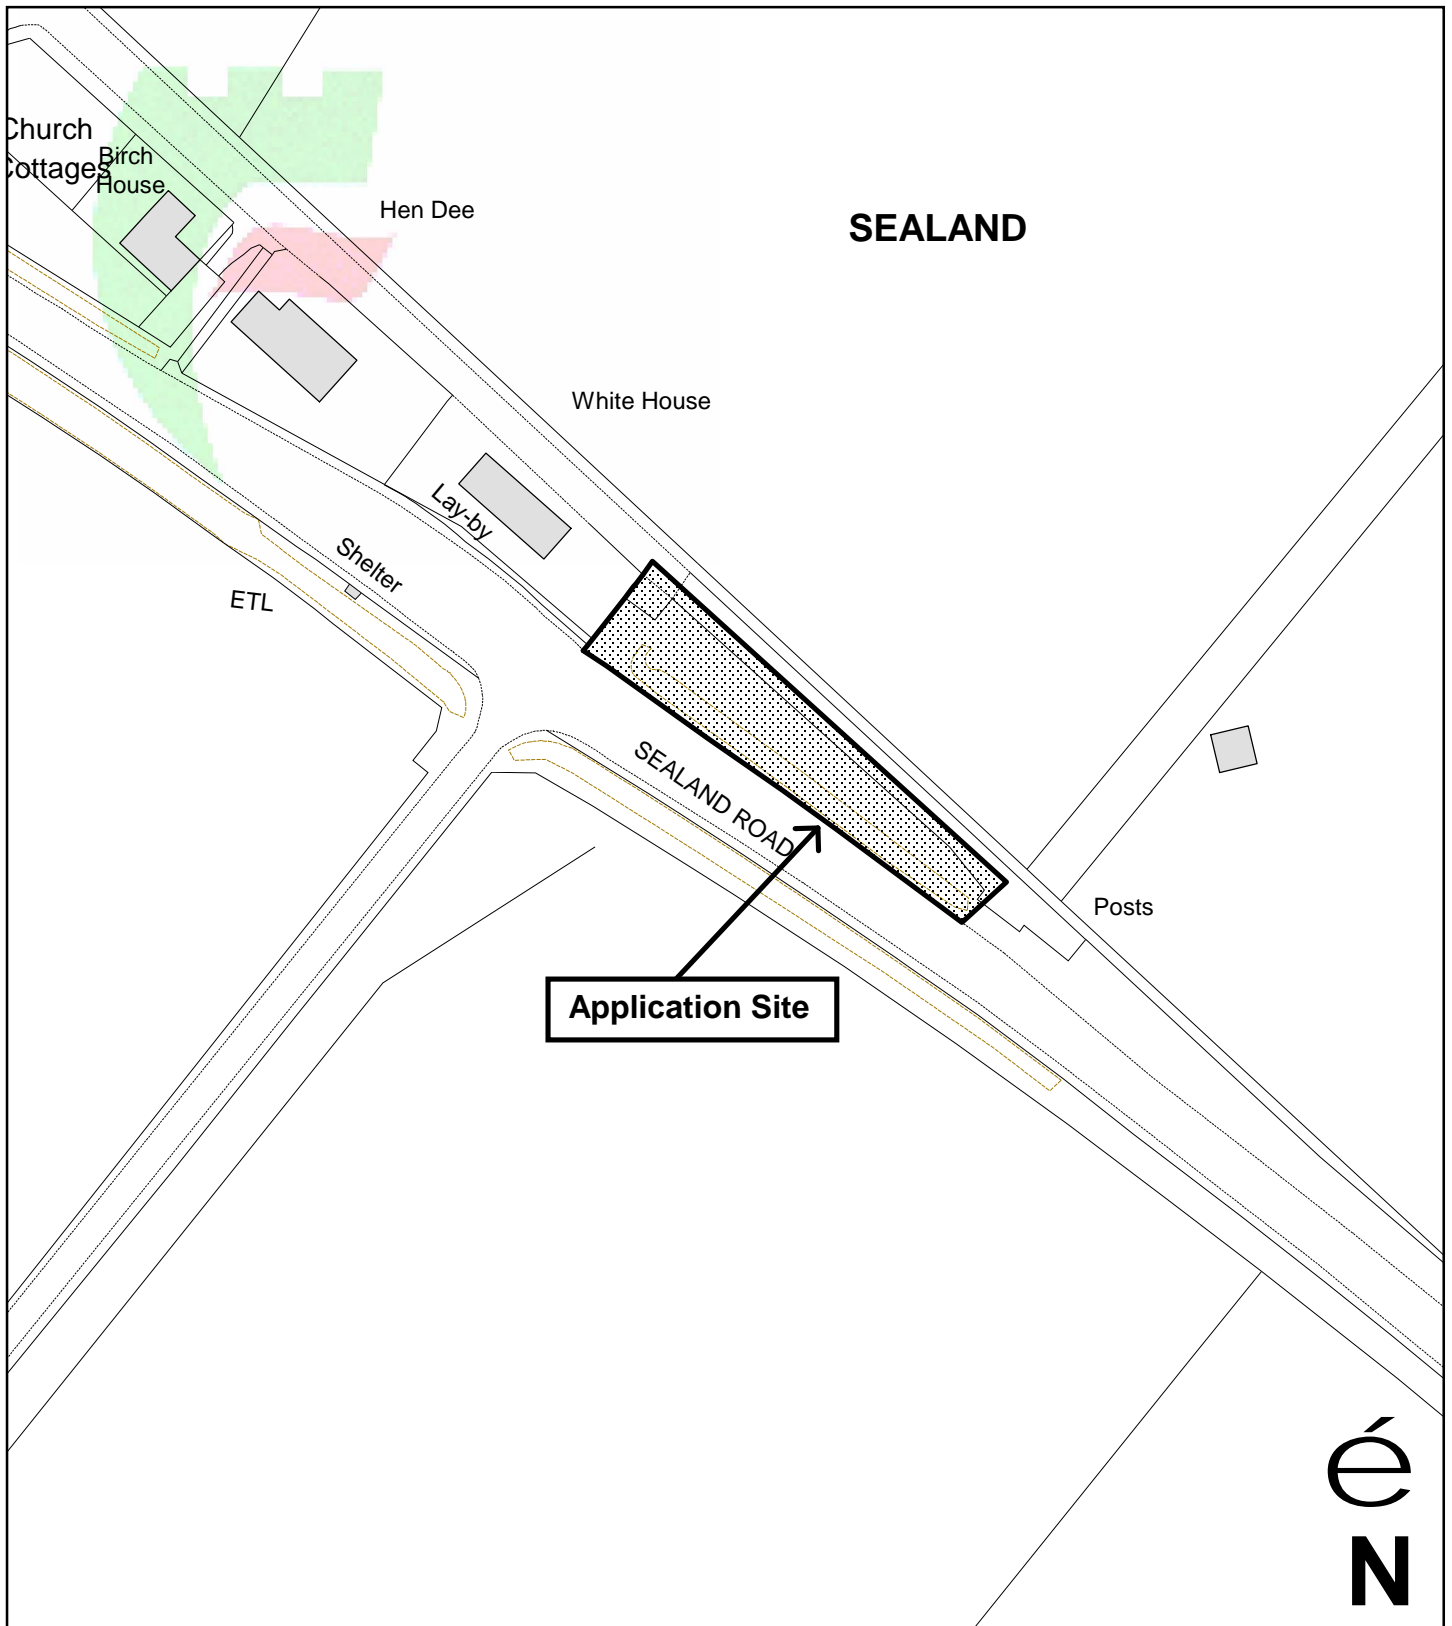 Church
Cottages
Birch
House
Hen Dee
SEALAND
White House
Lay-by
Shelter
ETL
SEALAND ROAD
Posts
Application Site
é
N